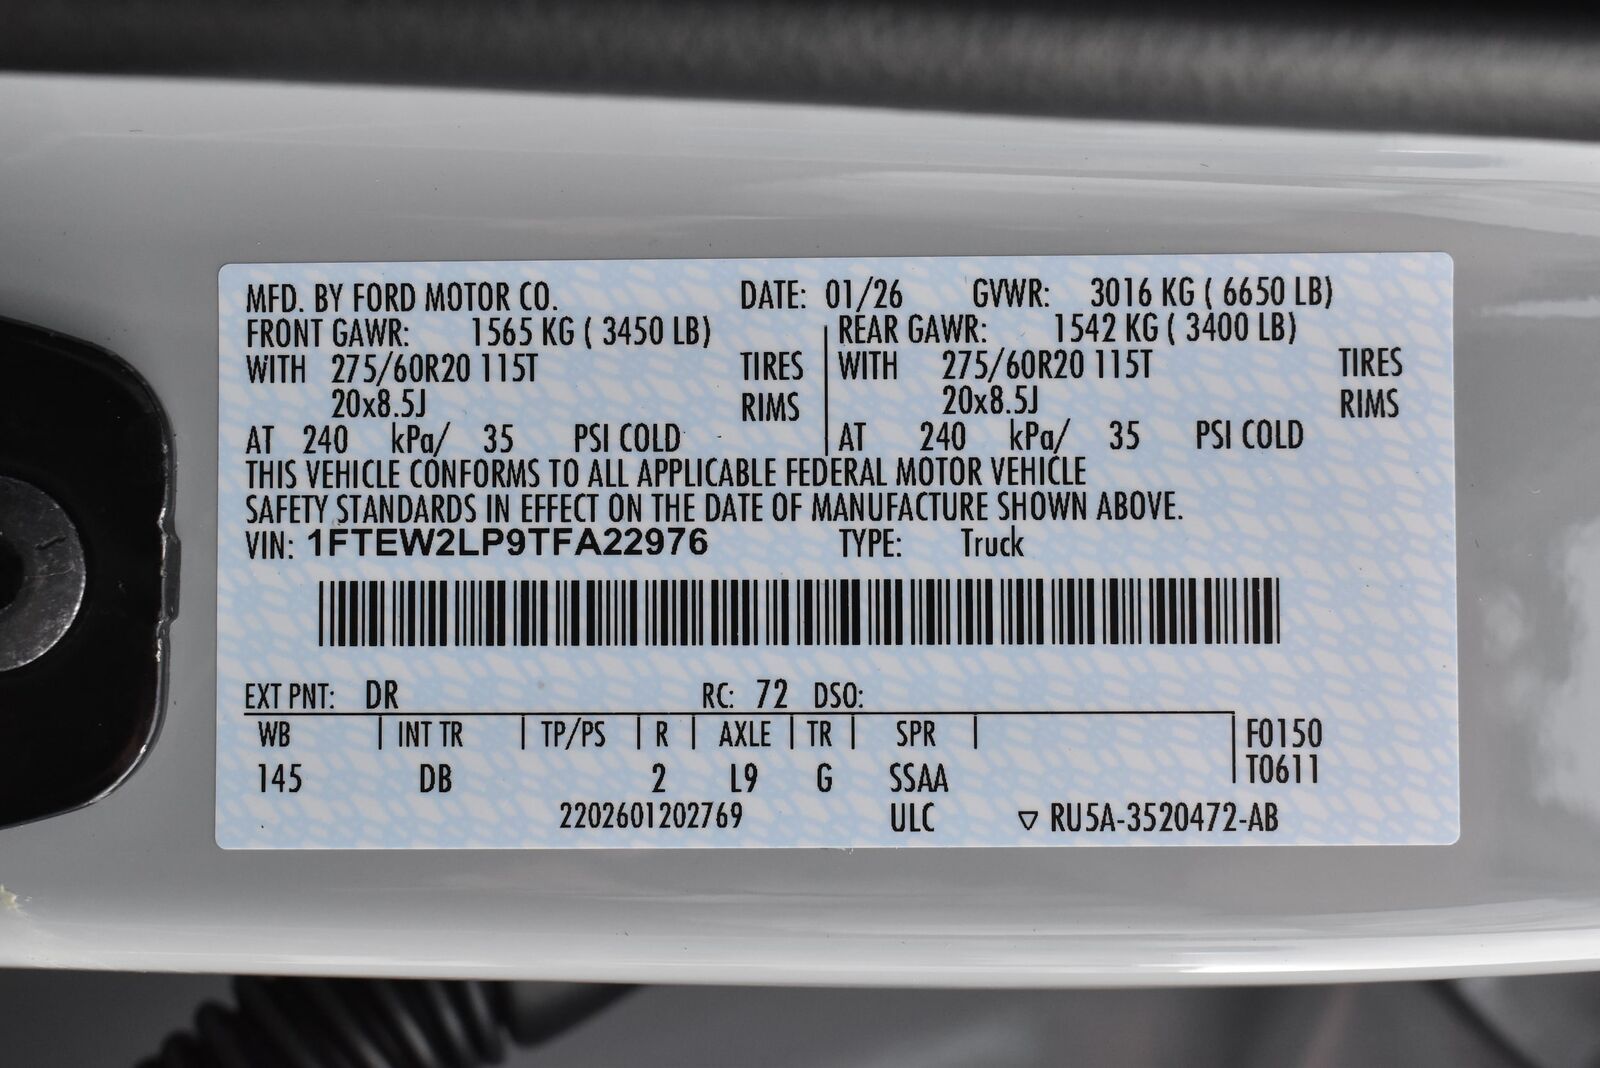 MFD. BY FORD MOTOR CO. DATE: 01/26 GVWR: 3016 KG ( 6650 LB)
FRONT GAWR: 1565 KG ( 3450 LB) REAR GAWR: 1542 KG ( 3400 LB)
WITH 275/60R20 115T TIRES WITH 275/60R20 115T TIRES
20x8.5J RIMS 20x8.5J RIMS
AT 240 kPa/ 35 PSI COLD AT 240 kPa/ 35 PSI COLD
THIS VEHICLE CONFORMS TO ALL APPLICABLE FEDERAL MOTOR VEHICLE
SAFETY STANDARDS IN EFFECT ON THE DATE OF MANUFACTURE SHOWN ABOVE.
VIN: 1FTEW2LP9TFA22976 TYPE: Truck
EXT PNT: DR RC: 72 DSO:
WB INT TR TP/PS R AXLE TR SPR F0150
145 DB 2 L9 G SSAA T0611
2202601202769 ULC ▽ RU5A-3520472-AB